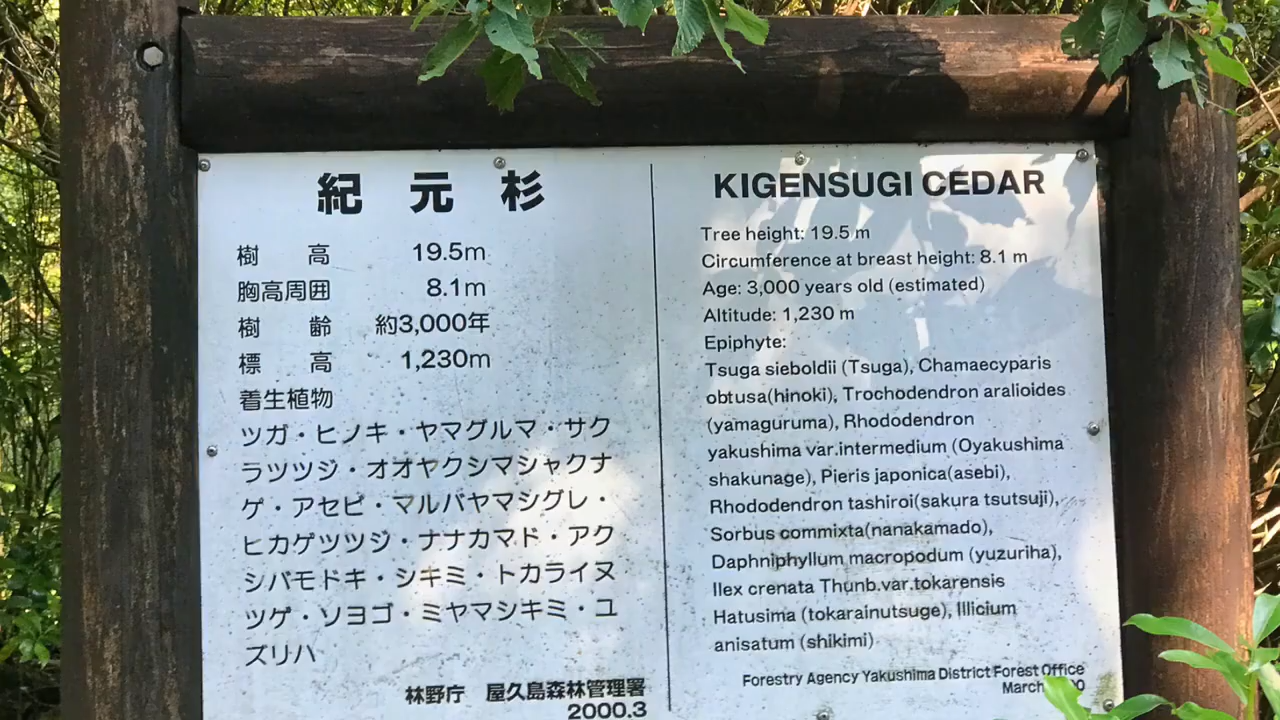 紀元杉
樹高 19.5m
胸高周囲 8.1m
樹齢 約3,000年
標高 1,230m
着生植物
ツガ・ヒノキ・ヤマグルマ・サク
ラツツジ・オオヤクシマシャクナ
ゲ・アセビ・マルバヤマシグレ・
ヒカゲツツジ・ナナカマド・アク
シバモドキ・シキミ・トカライヌ
ツゲ・ソヨゴ・ミヤマシキミ・ユ
ズリハ
林野庁 屋久島森林管理署
2000.3
KIGENSUGI CEDAR
Tree height: 19.5 m
Circumference at breast height: 8.1 m
Age: 3,000 years old (estimated)
Altitude: 1,230 m
Epiphyte:
Tsuga sieboldii (Tsuga), Chamaecyparis
obtusa(hinoki), Trochodendron aralioides
(yamaguruma), Rhododendron
yakushima var.intermedium (Oyakushima
shakunage), Pieris japonica(asebi),
Rhododendron tashiroi(sakura tsutsuji),
Sorbus commixta(nanakamado),
Daphniphyllum macropodum (yuzuriha),
Ilex crenata Thunb.var.tokarensis
Hatusima (tokarainutsuge), Illicium
anisatum (shikimi)
Forestry Agency Yakushima District Forest Office
March